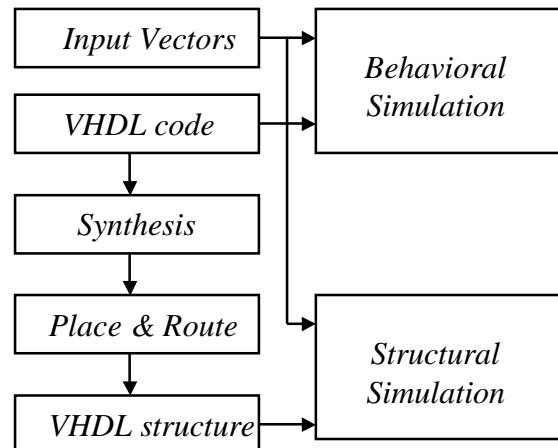 Input Vectors
Behavioral
Simulation
VHDL code
Synthesis
Place & Route
Structural
Simulation
VHDL structure